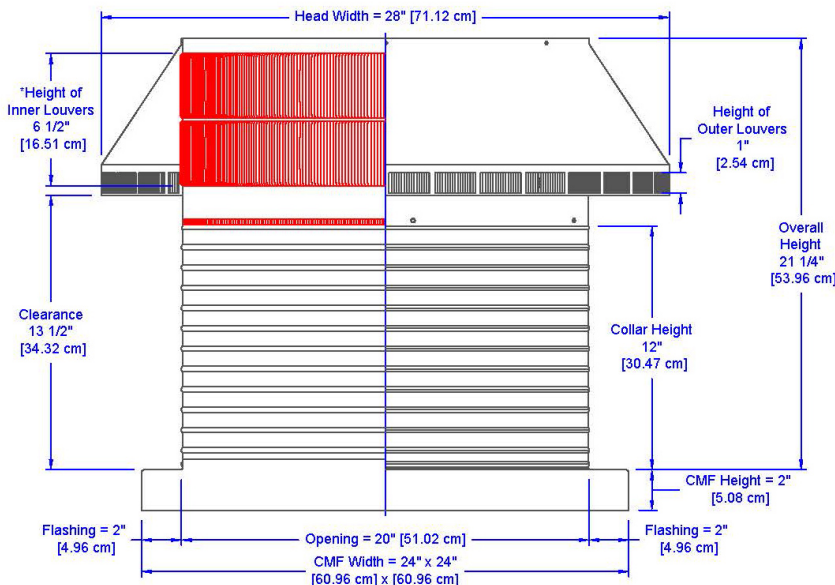 Head Width = 28" [71.12 cm]
*Height of
Inner Louvers
6 1/2"
[16.51 cm]
Height of
Outer Louvers
1"
[2.54 cm]
Overall
Height
21 1/4"
[53.96 cm]
Clearance
13 1/2"
[34.32 cm]
Collar Height
12"
[30.47 cm]
CMF Height = 2"
[5.08 cm]
Flashing = 2"
[4.96 cm]
Opening = 20" [51.02 cm]
Flashing = 2"
[4.96 cm]
CMF Width = 24" x 24"
[60.96 cm] x [60.96 cm]